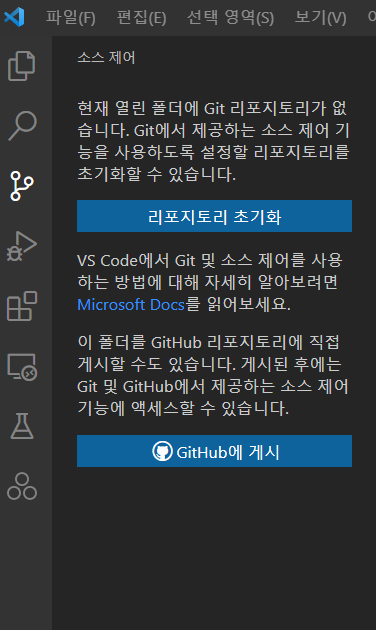 파일(F) 편집(E) 선택 영역(S) 보기(V)
소스 제어
현재 열린 폴더에 Git 리포지토리가 없
습니다. Git에서 제공하는 소스 제어 기
능을 사용하도록 설정할 리포지토리를
초기화할 수 있습니다.
리포지토리 초기화
VS Code에서 Git 및 소스 제어를 사용
하는 방법에 대해 자세히 알아보려면
Microsoft Docs를 읽어보세요.
이 폴더를 GitHub 리포지토리에 직접
게시할 수도 있습니다. 게시된 후에는
Git 및 GitHub에서 제공하는 소스 제어
기능에 액세스할 수 있습니다.
GitHub에 게시